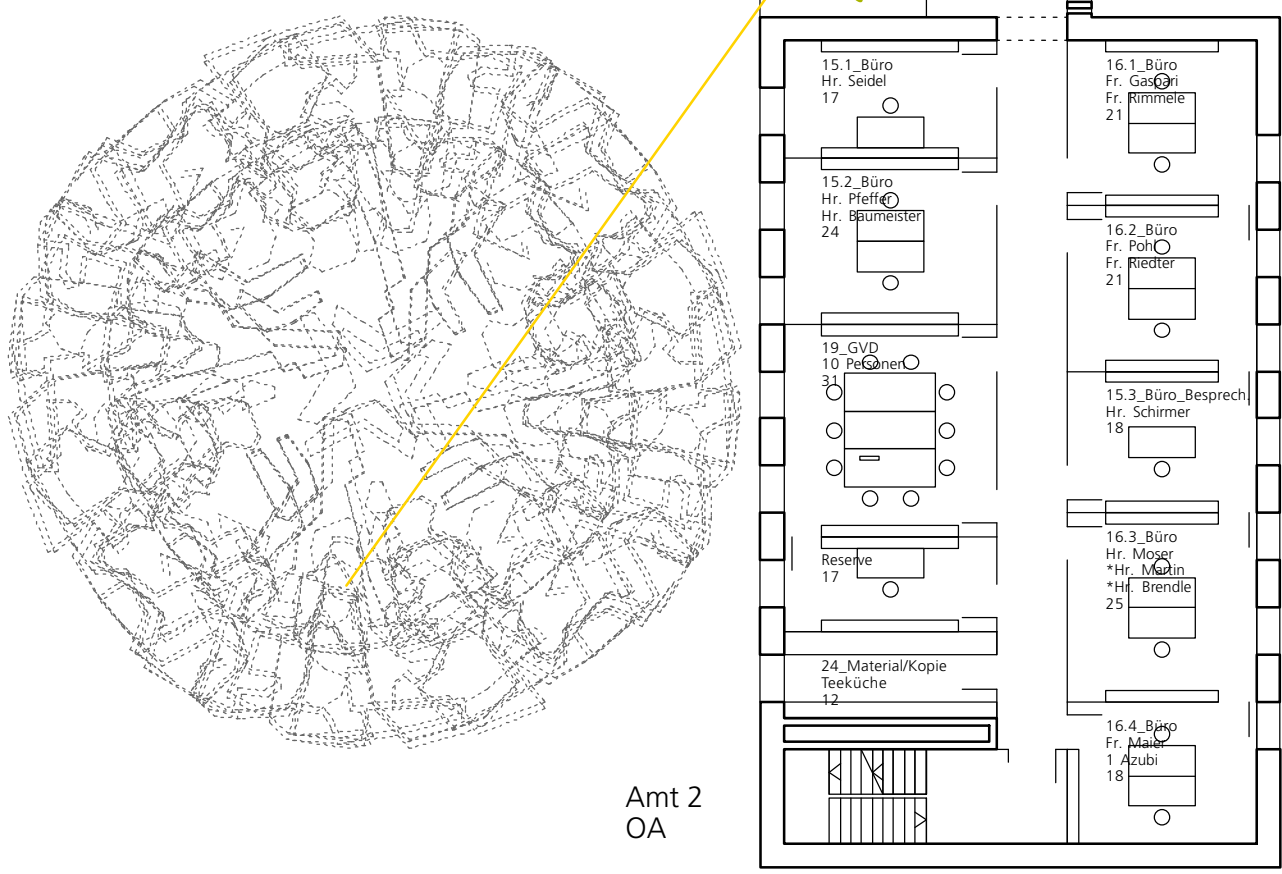 15.1_Büro
Hr. Seidel
17
15.2_Büro
Hr. Pfeffer
Hr. Baumeister
24
19_GVD
10 Personen
31
Reserve
17
24_Material/Kopie
Teeküche
12
16.1_Büro
Fr. Gaspari
Fr. Rimmele
21
16.2_Büro
Fr. Pohl
Fr. Riedter
21
15.3_Büro_Besprech.
Hr. Schirmer
18
16.3_Büro
Hr. Moser
*Hr. Martin
*Hr. Brendle
25
16.4_Büro
Fr. Maier
1 Azubi
18
Amt 2
OA